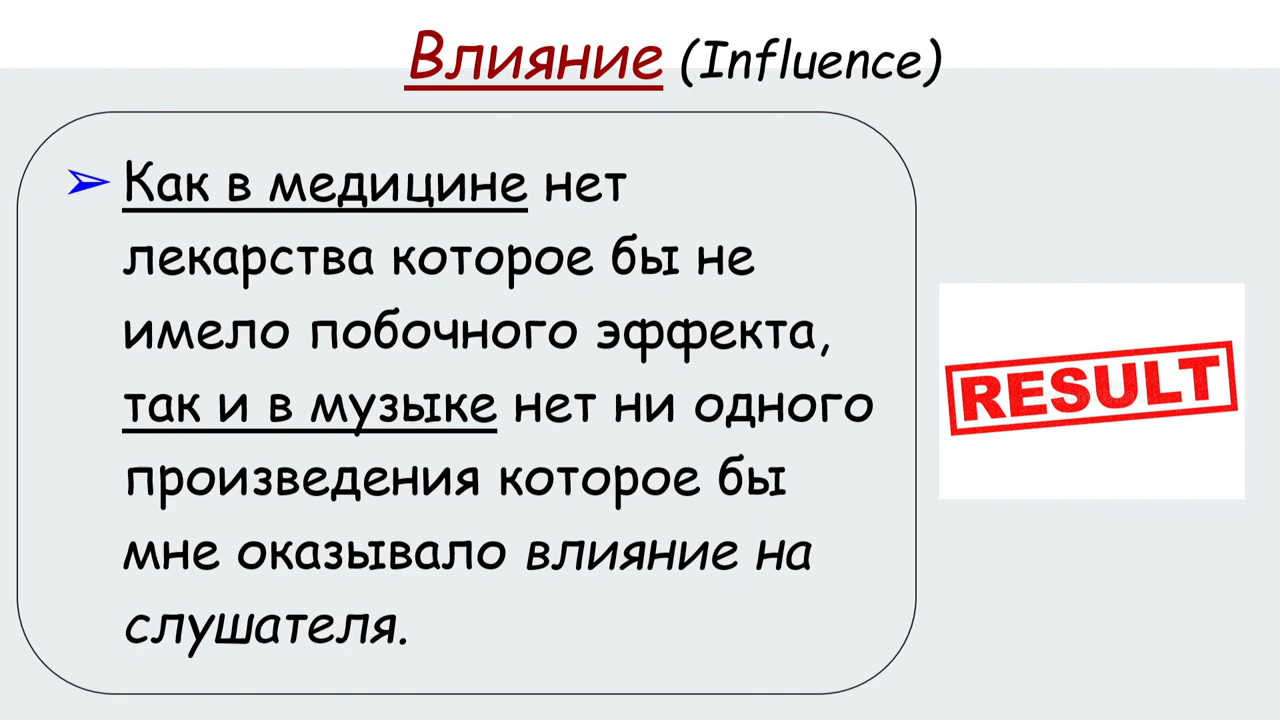 Влияние (Influence)
➢ Как в медицине нет
лекарства которое бы не
имело побочного эффекта,
так и в музыке нет ни одного
произведения которое бы
мне оказывало влияние на
слушателя.
RESULT